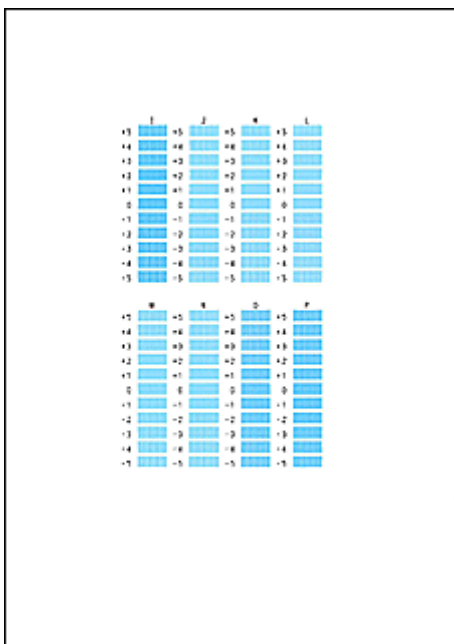 I J K L
+5 +5 +5 +5
+4 +4 +4 +4
+3 +3 +3 +3
+2 +2 +2 +2
+1 +1 +1 +1
0 0 0 0
-1 -1 -1 -1
-2 -2 -2 -2
-3 -3 -3 -3
-4 -4 -4 -4
-5 -5 -5 -5
M N O P
+5 +5 +5 +5
+4 +4 +4 +4
+3 +3 +3 +3
+2 +2 +2 +2
+1 +1 +1 +1
0 0 0 0
-1 -1 -1 -1
-2 -2 -2 -2
-3 -3 -3 -3
-4 -4 -4 -4
-5 -5 -5 -5